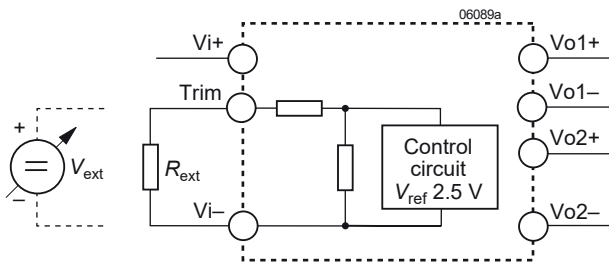 06089a
Vi+
Vo1+
Trim
Vo1–
Vo2+
+
Vext
–
Rext
Control
circuit
Vref 2.5 V
Vi–
Vo2–